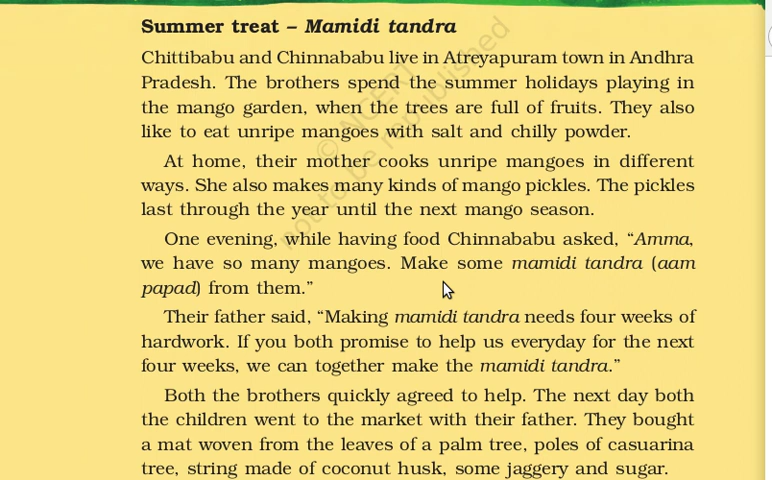 Summer treat – Mamidi tandra
Chittibabu and Chinnababu live in Atreyapuram town in Andhra
Pradesh. The brothers spend the summer holidays playing in
the mango garden, when the trees are full of fruits. They also
like to eat unripe mangoes with salt and chilly powder.
At home, their mother cooks unripe mangoes in different
ways. She also makes many kinds of mango pickles. The pickles
last through the year until the next mango season.
One evening, while having food Chinnababu asked, “Amma,
we have so many mangoes. Make some mamidi tandra (aam
papad) from them.”
Their father said, “Making mamidi tandra needs four weeks of
hardwork. If you both promise to help us everyday for the next
four weeks, we can together make the mamidi tandra.”
Both the brothers quickly agreed to help. The next day both
the children went to the market with their father. They bought
a mat woven from the leaves of a palm tree, poles of casuarina
tree, string made of coconut husk, some jaggery and sugar.
© NCERT
not to be republished